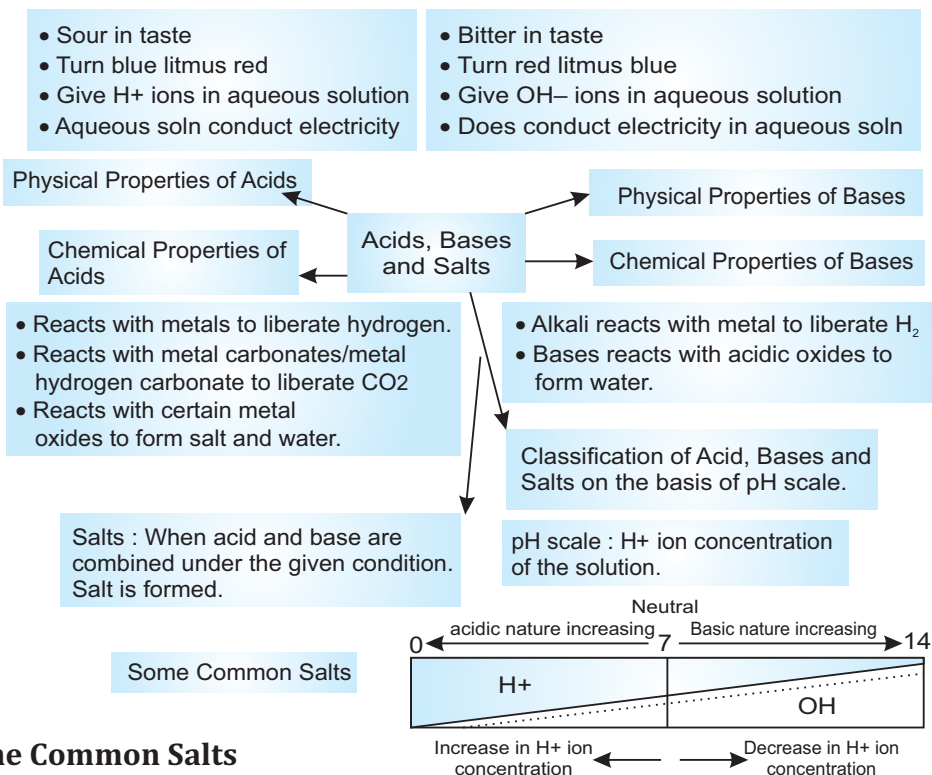 • Sour in taste
• Turn blue litmus red
• Give H+ ions in aqueous solution
• Aqueous soln conduct electricity
• Bitter in taste
• Turn red litmus blue
• Give OH– ions in aqueous solution
• Does conduct electricity in aqueous soln
Physical Properties of Acids
Physical Properties of Bases
Acids, Bases
and Salts
Chemical Properties of
Acids
Chemical Properties of Bases
• Reacts with metals to liberate hydrogen.
• Reacts with metal carbonates/metal
hydrogen carbonate to liberate CO2
• Reacts with certain metal
oxides to form salt and water.
• Alkali reacts with metal to liberate H₂
• Bases reacts with acidic oxides to
form water.
Classification of Acid, Bases and
Salts on the basis of pH scale.
Salts : When acid and base are
combined under the given condition.
Salt is formed.
pH scale : H+ ion concentration
of the solution.
Neutral
0 acidic nature increasing 7 Basic nature increasing 14
Some Common Salts
H+
OH
Increase in H+ ion
concentration
Decrease in H+ ion
concentration
ne Common Salts